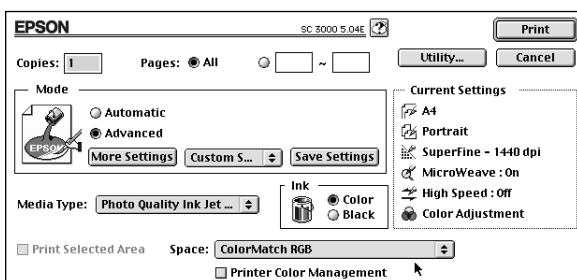 EPSON SC 3000 5.04E Print
Copies: 1 Pages: All ~ Utility... Cancel
Mode
Automatic
Advanced
EPSON
More Settings Custom S... Save Settings
Current Settings
A4
Portrait
SuperFine - 1440 dpi
MicroWeave : On
High Speed : Off
Color Adjustment
Media Type: Photo Quality Ink Jet ...
Ink
Color
Black
Print Selected Area Space: ColorMatch RGB
Printer Color Management